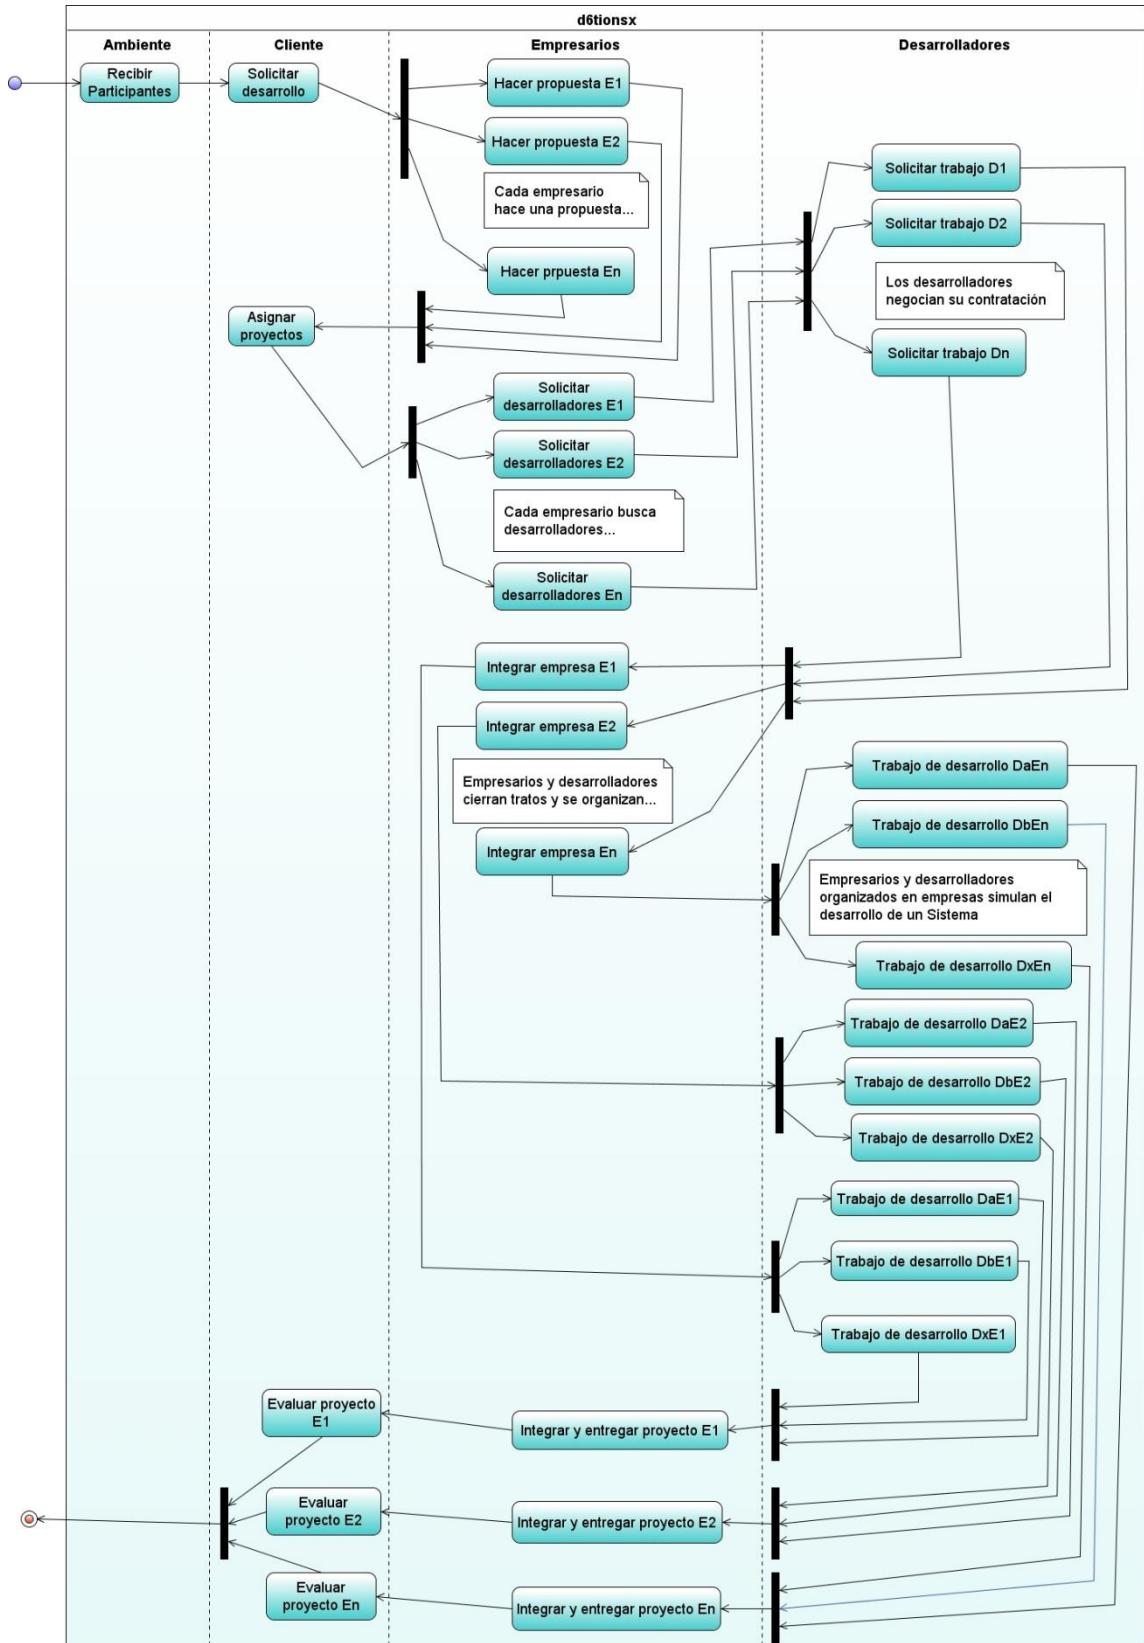 d6tionsx
Ambiente
Cliente
Empresarios
Desarrolladores
Recibir
Participantes
Solicitar
desarrollo
Hacer propuesta E1
Hacer propuesta E2
Cada empresario
hace una propuesta...
Hacer prpuesta En
Solicitar trabajo D1
Solicitar trabajo D2
Los desarrolladores
negocian su contratación
Solicitar trabajo Dn
Asignar
proyectos
Solicitar
desarrolladores E1
Solicitar
desarrolladores E2
Cada empresario busca
desarrolladores...
Solicitar
desarrolladores En
Integrar empresa E1
Integrar empresa E2
Empresarios y desarrolladores
cierran tratos y se organizan...
Integrar empresa En
Trabajo de desarrollo DaEn
Trabajo de desarrollo DbEn
Empresarios y desarrolladores
organizados en empresas simulan el
desarrollo de un Sistema
Trabajo de desarrollo DxEn
Trabajo de desarrollo DaE2
Trabajo de desarrollo DbE2
Trabajo de desarrollo DxE2
Trabajo de desarrollo DaE1
Trabajo de desarrollo DbE1
Trabajo de desarrollo DxE1
Evaluar proyecto
E1
Integrar y entregar proyecto E1
Evaluar
proyecto E2
Integrar y entregar proyecto E2
Evaluar
proyecto En
Integrar y entregar proyecto En